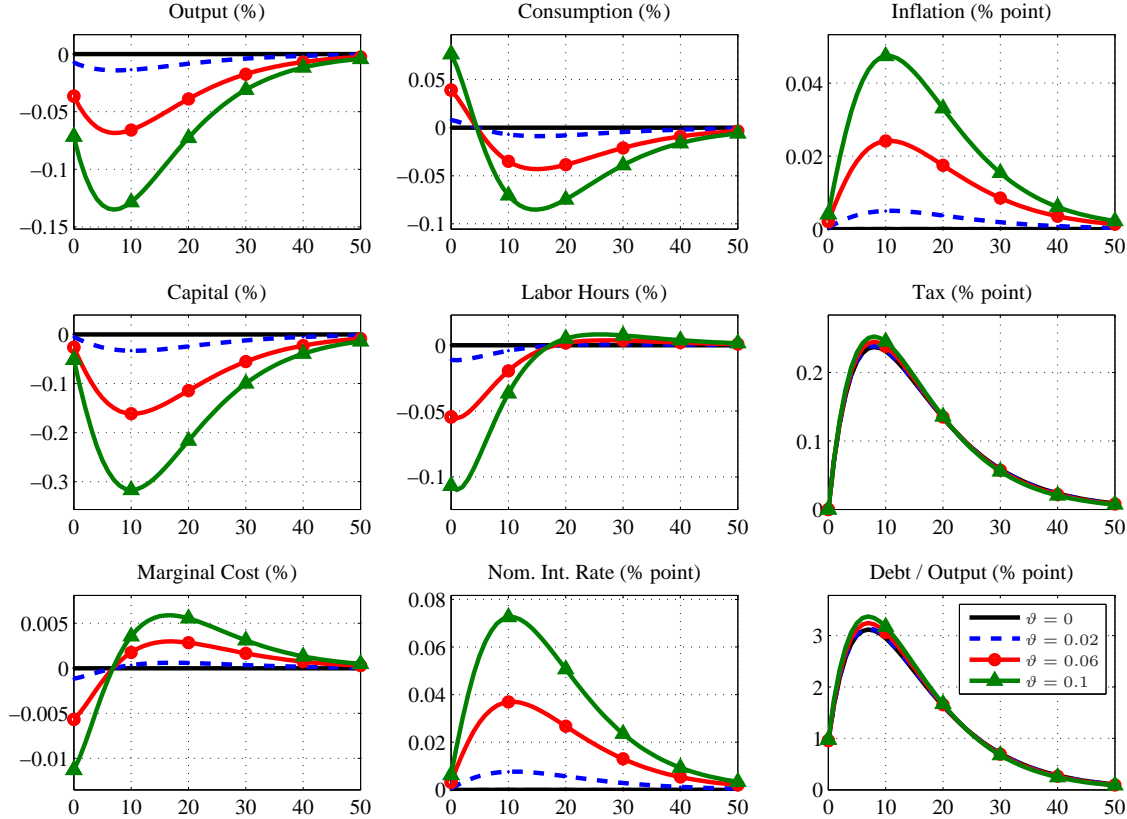 Output (%)
0
−0.05
−0.1
−0.15
0 10 20 30 40 50
Consumption (%)
0.05
0
−0.05
−0.1
0 10 20 30 40 50
Inflation (% point)
0.04
0.02
0
0 10 20 30 40 50
Capital (%)
0
−0.1
−0.2
−0.3
0 10 20 30 40 50
Labor Hours (%)
0
−0.05
−0.1
0 10 20 30 40 50
Tax (% point)
0.2
0.1
0
0 10 20 30 40 50
Marginal Cost (%)
0.005
0
−0.005
−0.01
0 10 20 30 40 50
Nom. Int. Rate (% point)
0.08
0.06
0.04
0.02
0
0 10 20 30 40 50
Debt / Output (% point)
3
2
1
0
0 10 20 30 40 50
ϑ = 0
ϑ = 0.02
ϑ = 0.06
ϑ = 0.1